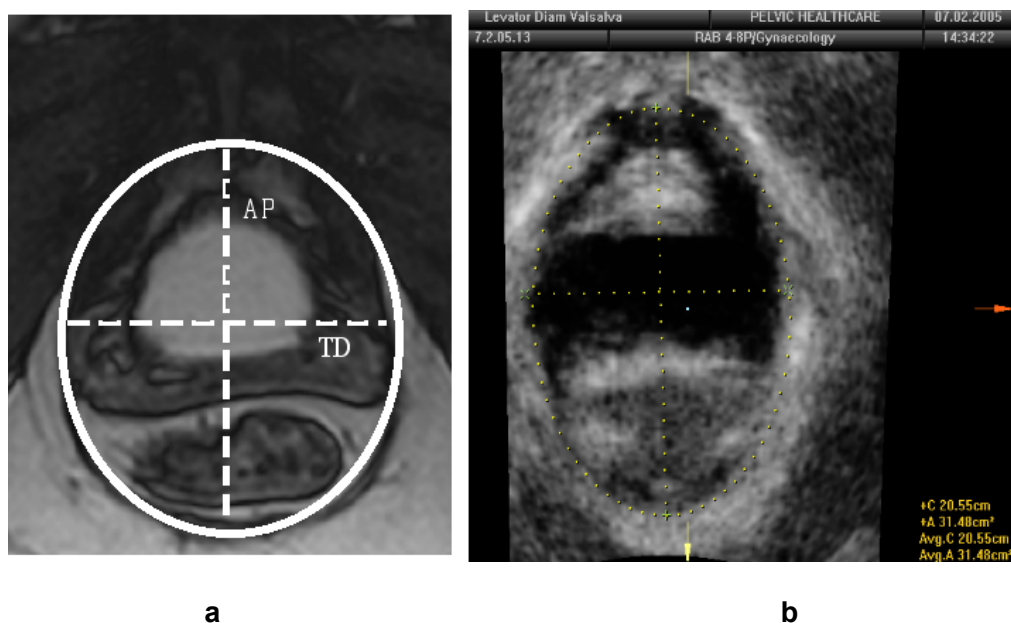 AP
TD
Levator Diam Valsalva PELVIC HEALTHCARE 07.02.2005
7.2.05.13 RAB 4-8P/Gynaecology 14:34:22
+C 20.55cm
+A 31.48cm²
Avg.C 20.55cm
Avg.A 31.48cm²
a b